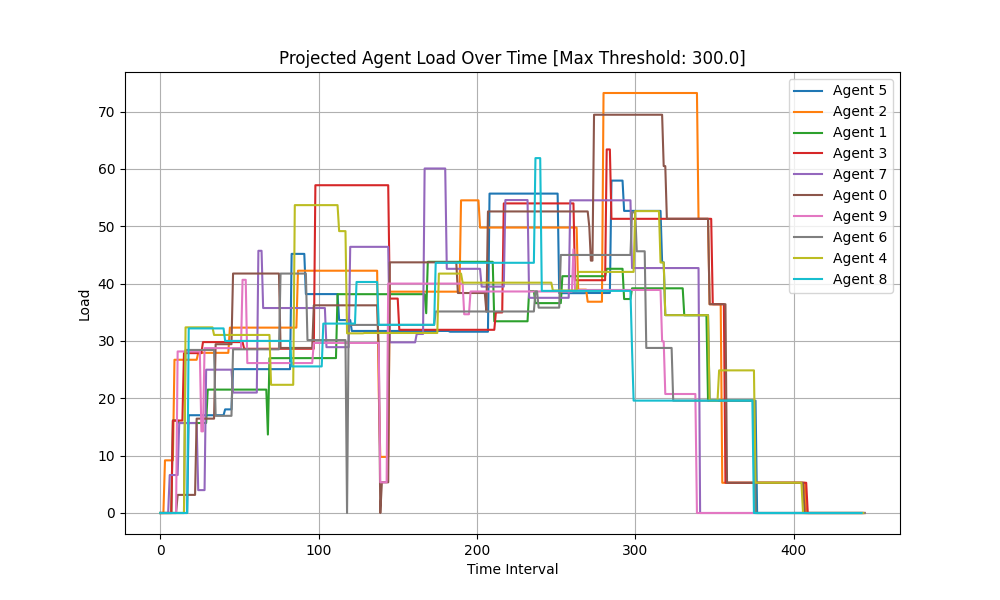 Projected Agent Load Over Time [Max Threshold: 300.0]
Load
70
60
50
40
30
20
10
0
0 100 200 300 400
Time Interval
Agent 5
Agent 2
Agent 1
Agent 3
Agent 7
Agent 0
Agent 9
Agent 6
Agent 4
Agent 8